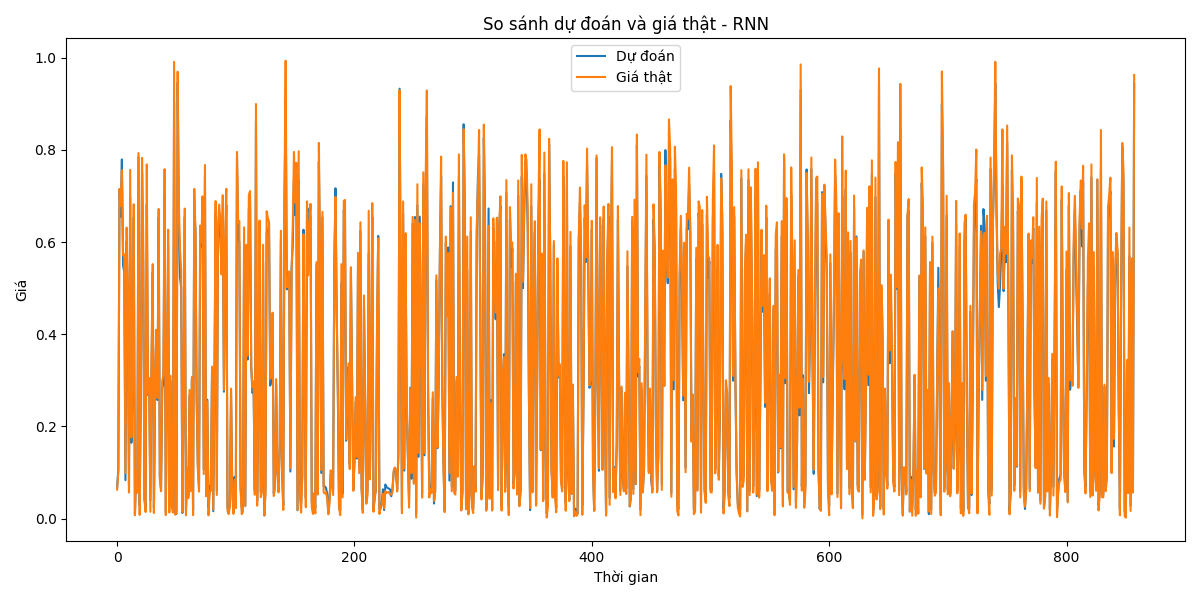 So sánh dự đoán và giá thật - RNN
Dự đoán
Giá thật
Giá
1.0
0.8
0.6
0.4
0.2
0.0
0
200
400
600
800
Thời gian